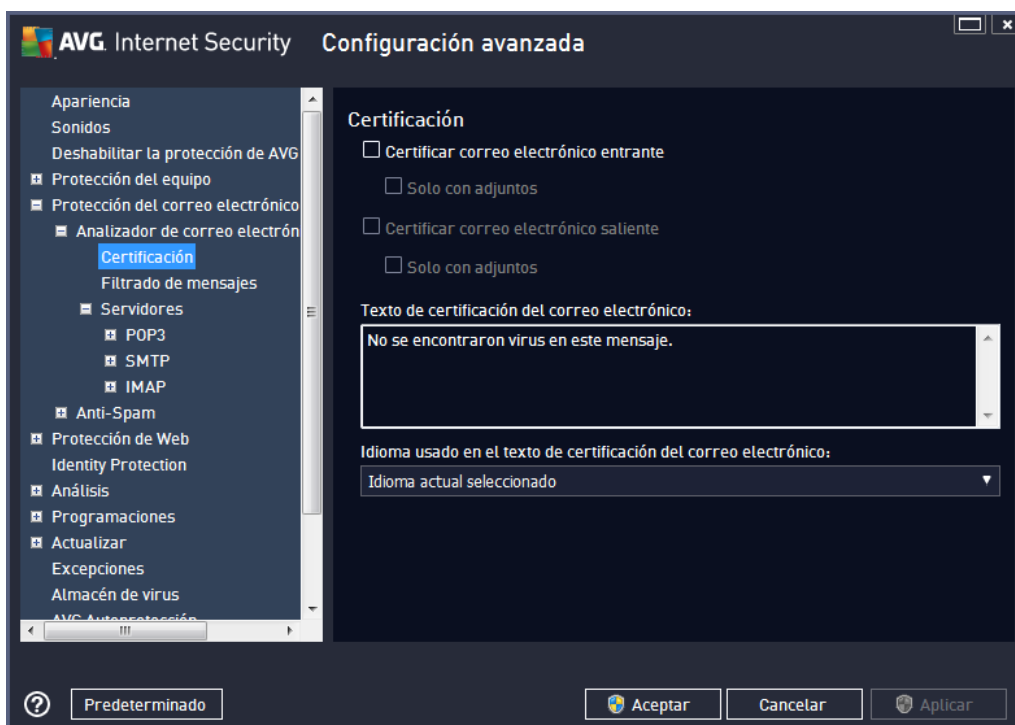 AVG. Internet Security
Configuración avanzada
Apariencia
Sonidos
Deshabilitar la protección de AVG
Protección del equipo
Protección del correo electrónico
Analizador de correo electrón
Certificación
Filtrado de mensajes
Servidores
POP3
SMTP
IMAP
Anti-Spam
Protección de Web
Identity Protection
Análisis
Programaciones
Actualizar
Excepciones
Almacén de virus
AVG Autoprotección
Certificación
Certificar correo electrónico entrante
Solo con adjuntos
Certificar correo electrónico saliente
Solo con adjuntos
Texto de certificación del correo electrónico:
No se encontraron virus en este mensaje.
Idioma usado en el texto de certificación del correo electrónico:
Idioma actual seleccionado
Predeterminado
Aceptar
Cancelar
Aplicar